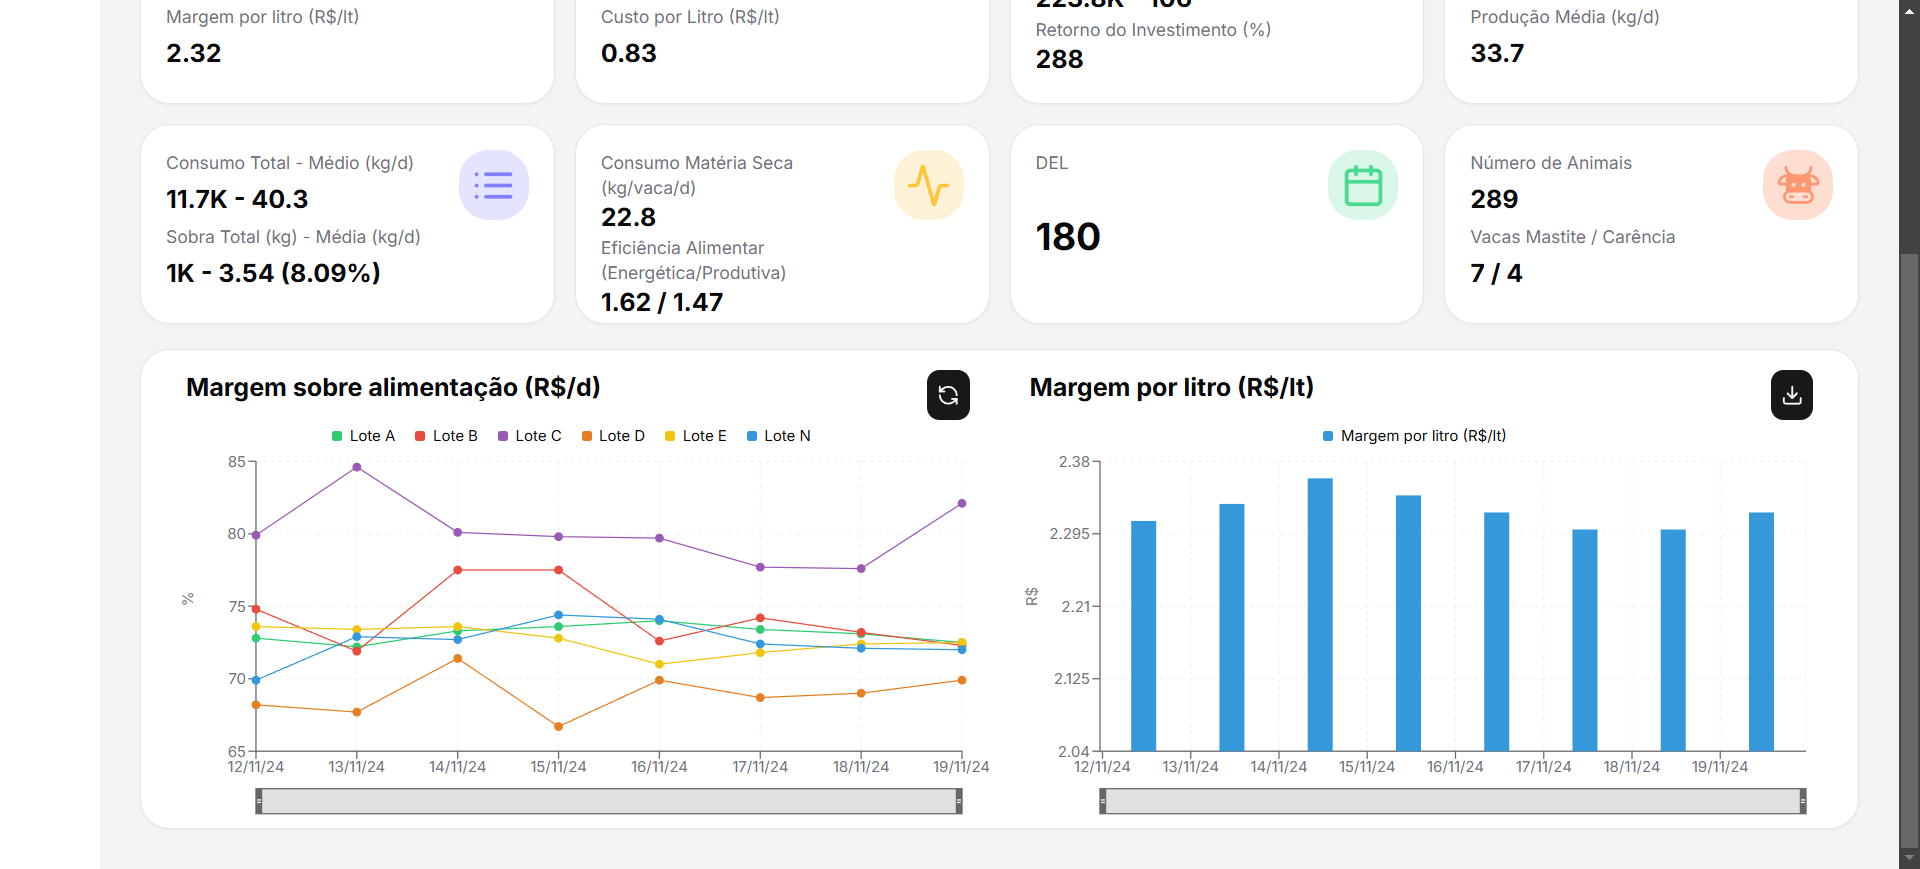 Margem por litro (R$/lt)
2.32
Custo por Litro (R$/lt)
0.83
223.8K - 106
Retorno do Investimento (%)
288
Produção Média (kg/d)
33.7
Consumo Total - Médio (kg/d)
11.7K - 40.3
Sobra Total (kg) - Média (kg/d)
1K - 3.54 (8.09%)
Consumo Matéria Seca
(kg/vaca/d)
22.8
Eficiência Alimentar
(Energética/Produtiva)
1.62 / 1.47
DEL
180
Número de Animais
289
Vacas Mastite / Carência
7 / 4
Margem sobre alimentação (R$/d)
Lote A Lote B Lote C Lote D Lote E Lote N
85
80
75
70
65
%
12/11/24 13/11/24 14/11/24 15/11/24 16/11/24 17/11/24 18/11/24 19/11/24
Margem por litro (R$/lt)
Margem por litro (R$/lt)
2.38
2.295
2.21
2.125
2.04
R$
12/11/24 13/11/24 14/11/24 15/11/24 16/11/24 17/11/24 18/11/24 19/11/24